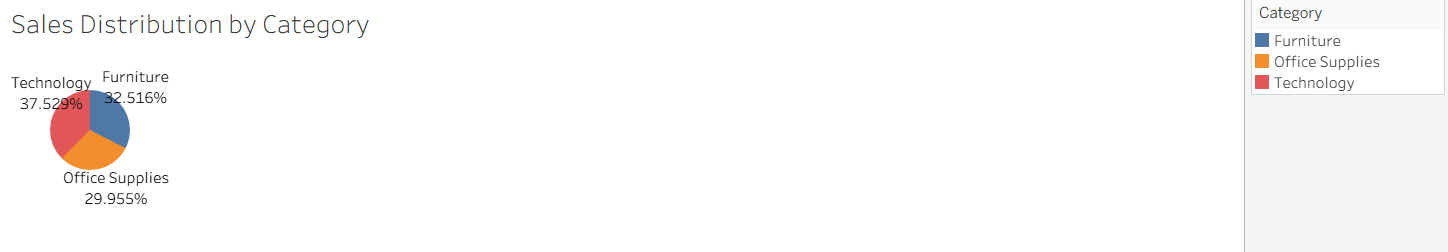 Sales Distribution by Category
Technology
37.529%
Furniture
32.516%
Office Supplies
29.955%
Category
Furniture
Office Supplies
Technology